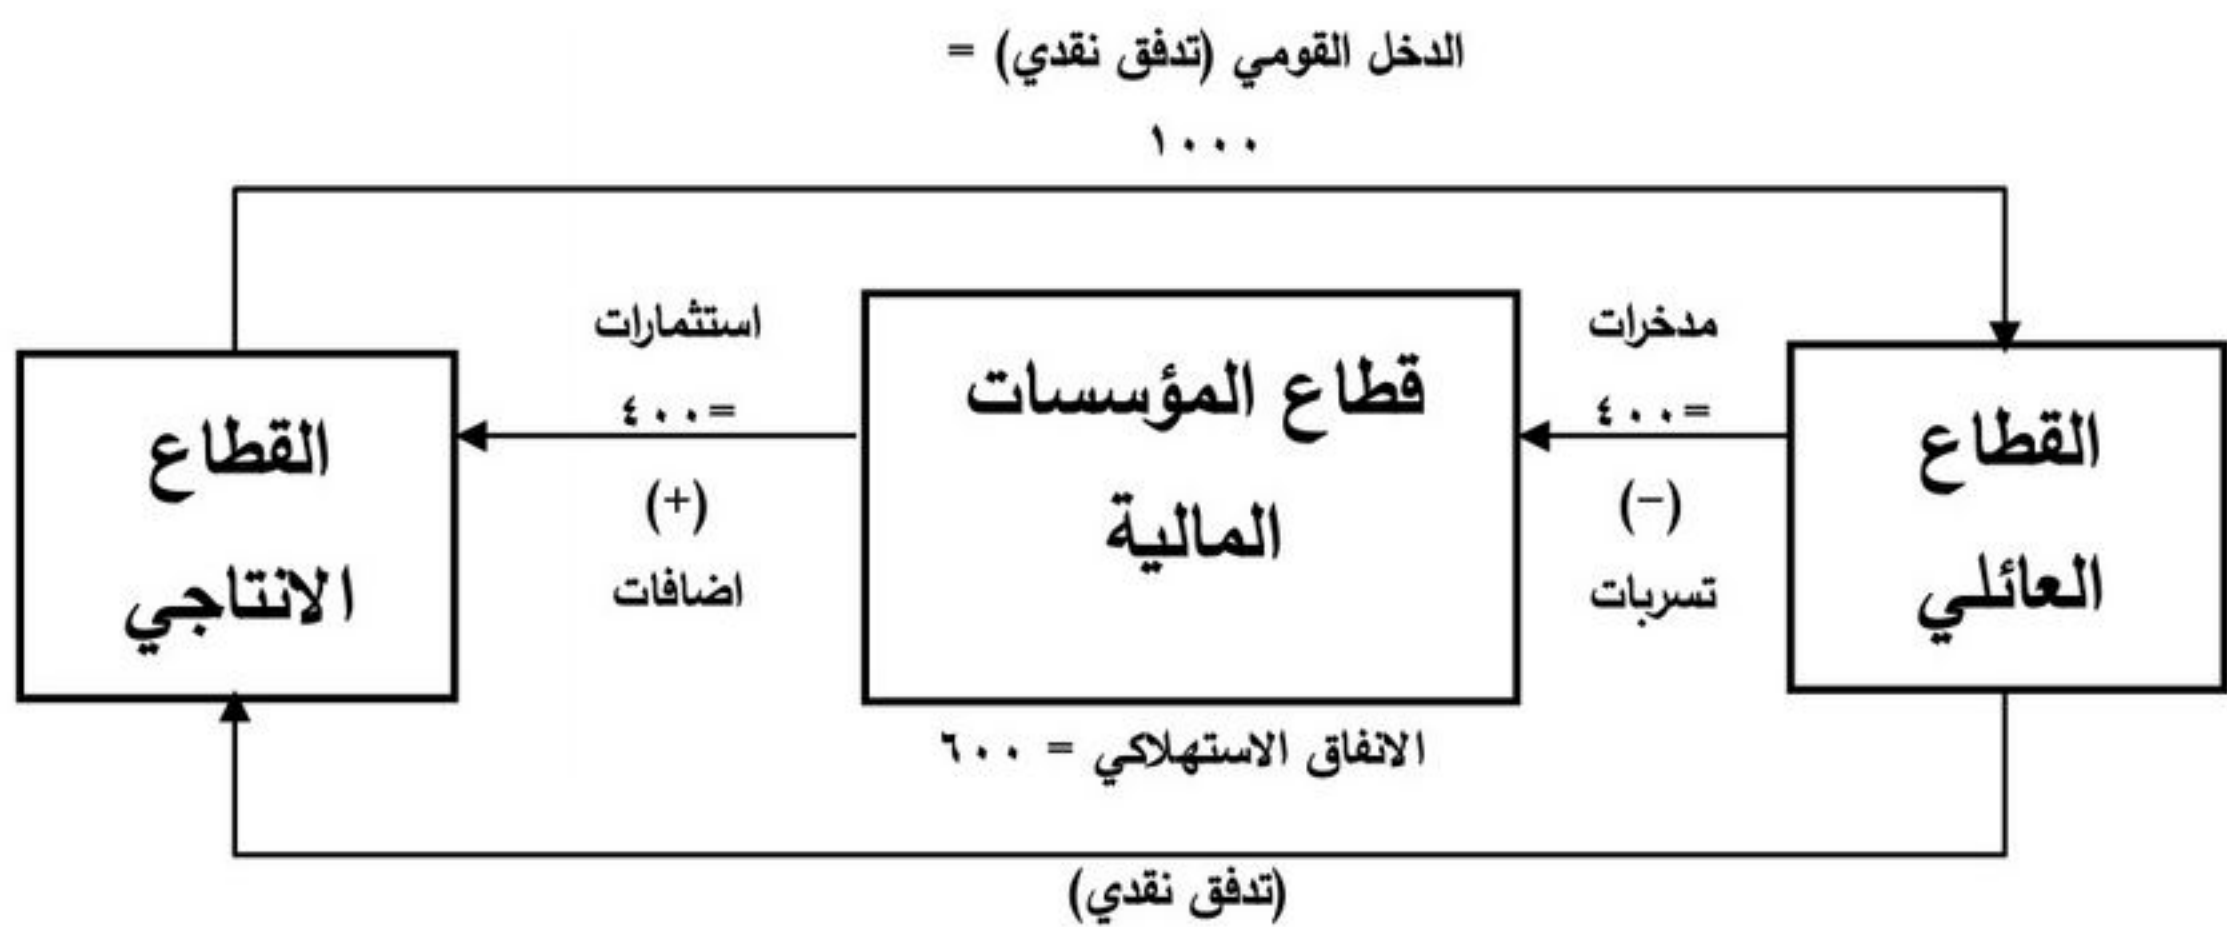 الدخل القومي (تدفق نقدي) =
١٠٠٠
مدخرات
=٤٠٠
(−)
تسربات
استثمارات
=٤٠٠
(+)
اضافات
القطاع
العائلي
قطاع المؤسسات
المالية
القطاع
الانتاجي
الانفاق الاستهلاكي = ٦٠٠
(تدفق نقدي)